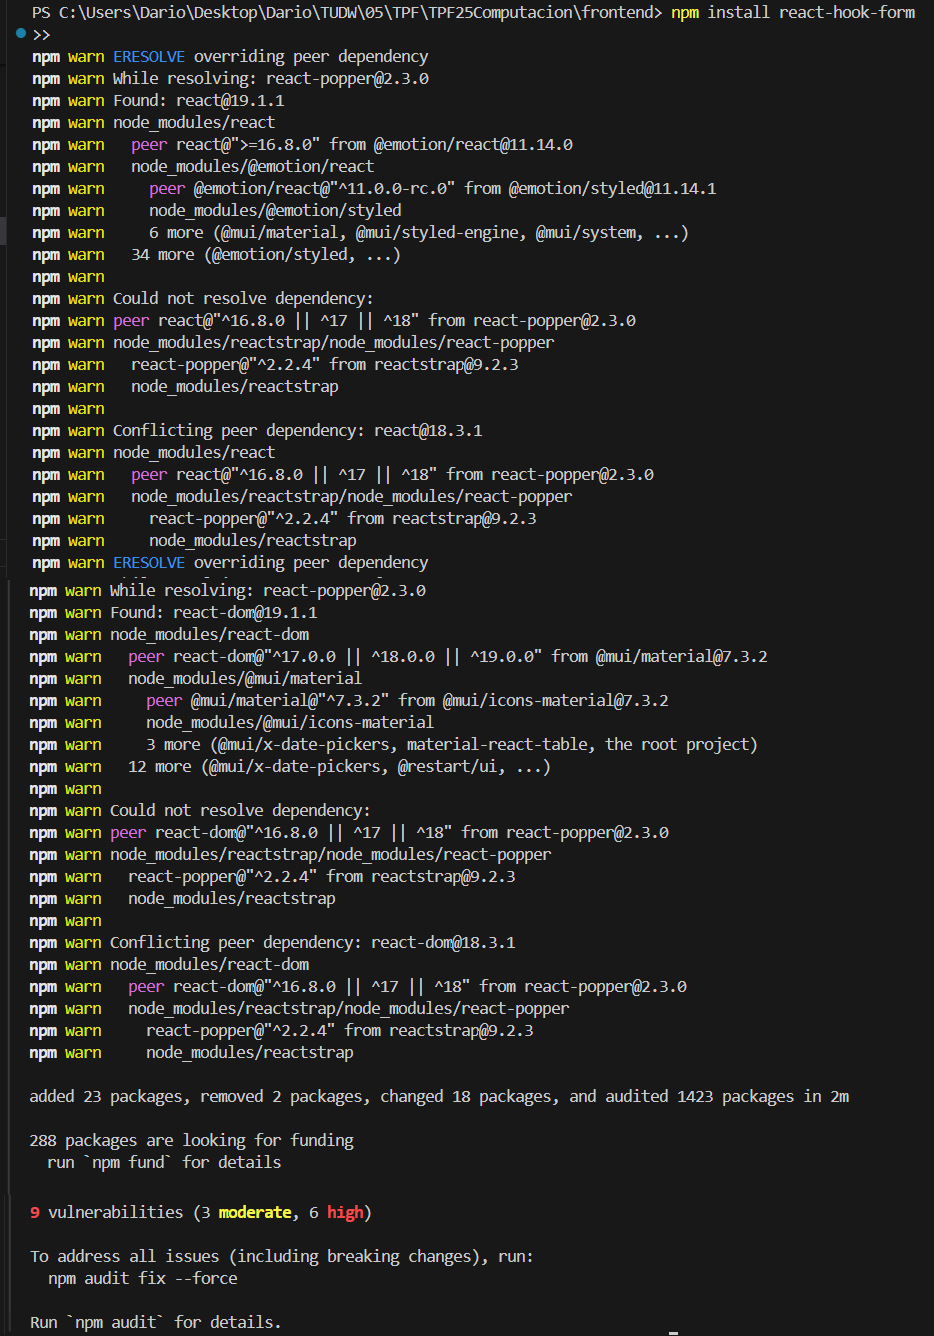 PS C:\Users\Dario\Desktop\Dario\TUDW\05\TPF\TPF25Computacion\frontend> npm install react-hook-form
>>
npm warn ERESOLVE overriding peer dependency
npm warn While resolving: react-popper@2.3.0
npm warn Found: react@19.1.1
npm warn node_modules/react
npm warn   peer react@">=16.8.0" from @emotion/react@11.14.0
npm warn   node_modules/@emotion/react
npm warn     peer @emotion/react@"^11.0.0-rc.0" from @emotion/styled@11.14.1
npm warn     node_modules/@emotion/styled
npm warn     6 more (@mui/material, @mui/styled-engine, @mui/system, ...)
npm warn   34 more (@emotion/styled, ...)
npm warn
npm warn Could not resolve dependency:
npm warn peer react@"^16.8.0 || ^17 || ^18" from react-popper@2.3.0
npm warn node_modules/reactstrap/node_modules/react-popper
npm warn   react-popper@"^2.2.4" from reactstrap@9.2.3
npm warn   node_modules/reactstrap
npm warn
npm warn Conflicting peer dependency: react@18.3.1
npm warn node_modules/react
npm warn   peer react@"^16.8.0 || ^17 || ^18" from react-popper@2.3.0
npm warn   node_modules/reactstrap/node_modules/react-popper
npm warn     react-popper@"^2.2.4" from reactstrap@9.2.3
npm warn     node_modules/reactstrap
npm warn ERESOLVE overriding peer dependency
npm warn While resolving: react-popper@2.3.0
npm warn Found: react-dom@19.1.1
npm warn node_modules/react-dom
npm warn   peer react-dom@"^17.0.0 || ^18.0.0 || ^19.0.0" from @mui/material@7.3.2
npm warn   node_modules/@mui/material
npm warn     peer @mui/material@"^7.3.2" from @mui/icons-material@7.3.2
npm warn     node_modules/@mui/icons-material
npm warn     3 more (@mui/x-date-pickers, material-react-table, the root project)
npm warn   12 more (@mui/x-date-pickers, @restart/ui, ...)
npm warn
npm warn Could not resolve dependency:
npm warn peer react-dom@"^16.8.0 || ^17 || ^18" from react-popper@2.3.0
npm warn node_modules/reactstrap/node_modules/react-popper
npm warn   react-popper@"^2.2.4" from reactstrap@9.2.3
npm warn   node_modules/reactstrap
npm warn
npm warn Conflicting peer dependency: react-dom@18.3.1
npm warn node_modules/react-dom
npm warn   peer react-dom@"^16.8.0 || ^17 || ^18" from react-popper@2.3.0
npm warn   node_modules/reactstrap/node_modules/react-popper
npm warn     react-popper@"^2.2.4" from reactstrap@9.2.3
npm warn     node_modules/reactstrap
added 23 packages, removed 2 packages, changed 18 packages, and audited 1423 packages in 2m
288 packages are looking for funding
  run `npm fund` for details
9 vulnerabilities (3 moderate, 6 high)
To address all issues (including breaking changes), run:
  npm audit fix --force
Run `npm audit` for details.